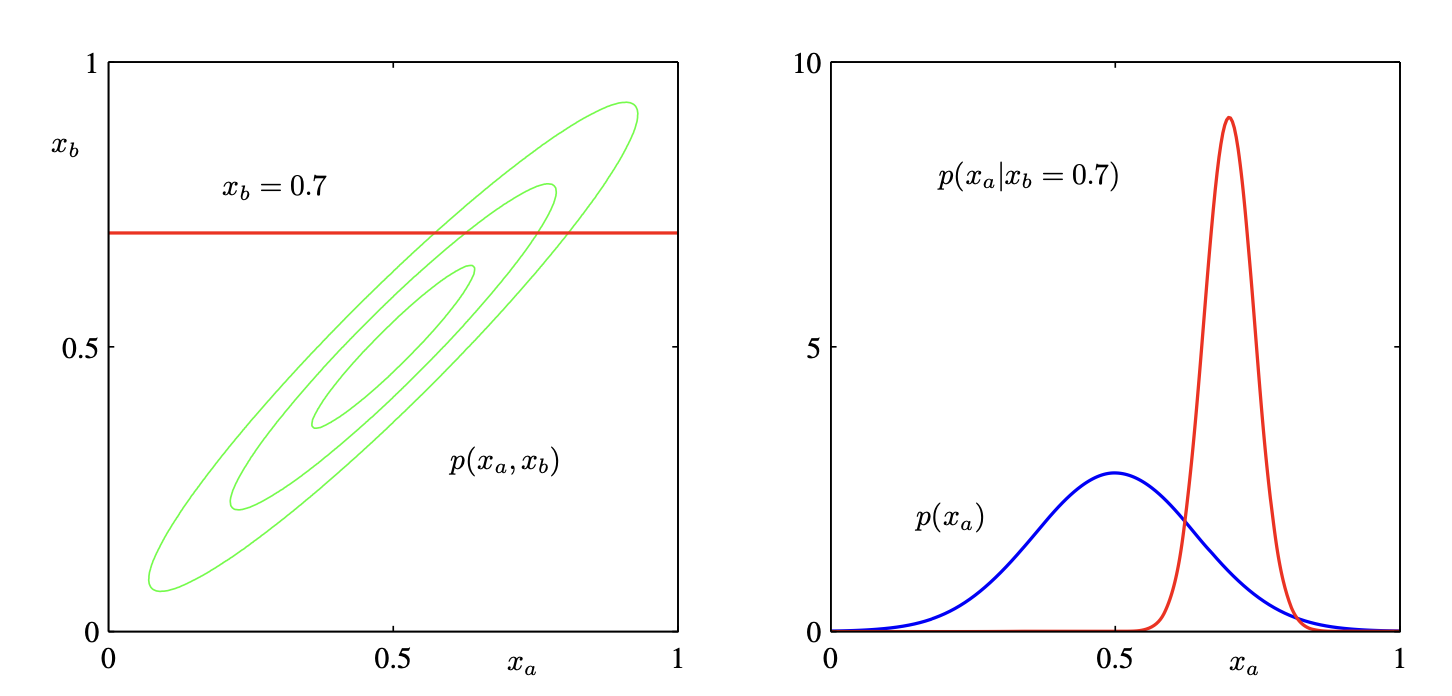 1
x_b
x_b = 0.7
0.5
p(x_a, x_b)
0
0 0.5 x_a 1
10
p(x_a|x_b = 0.7)
5
p(x_a)
0
0 0.5 x_a 1